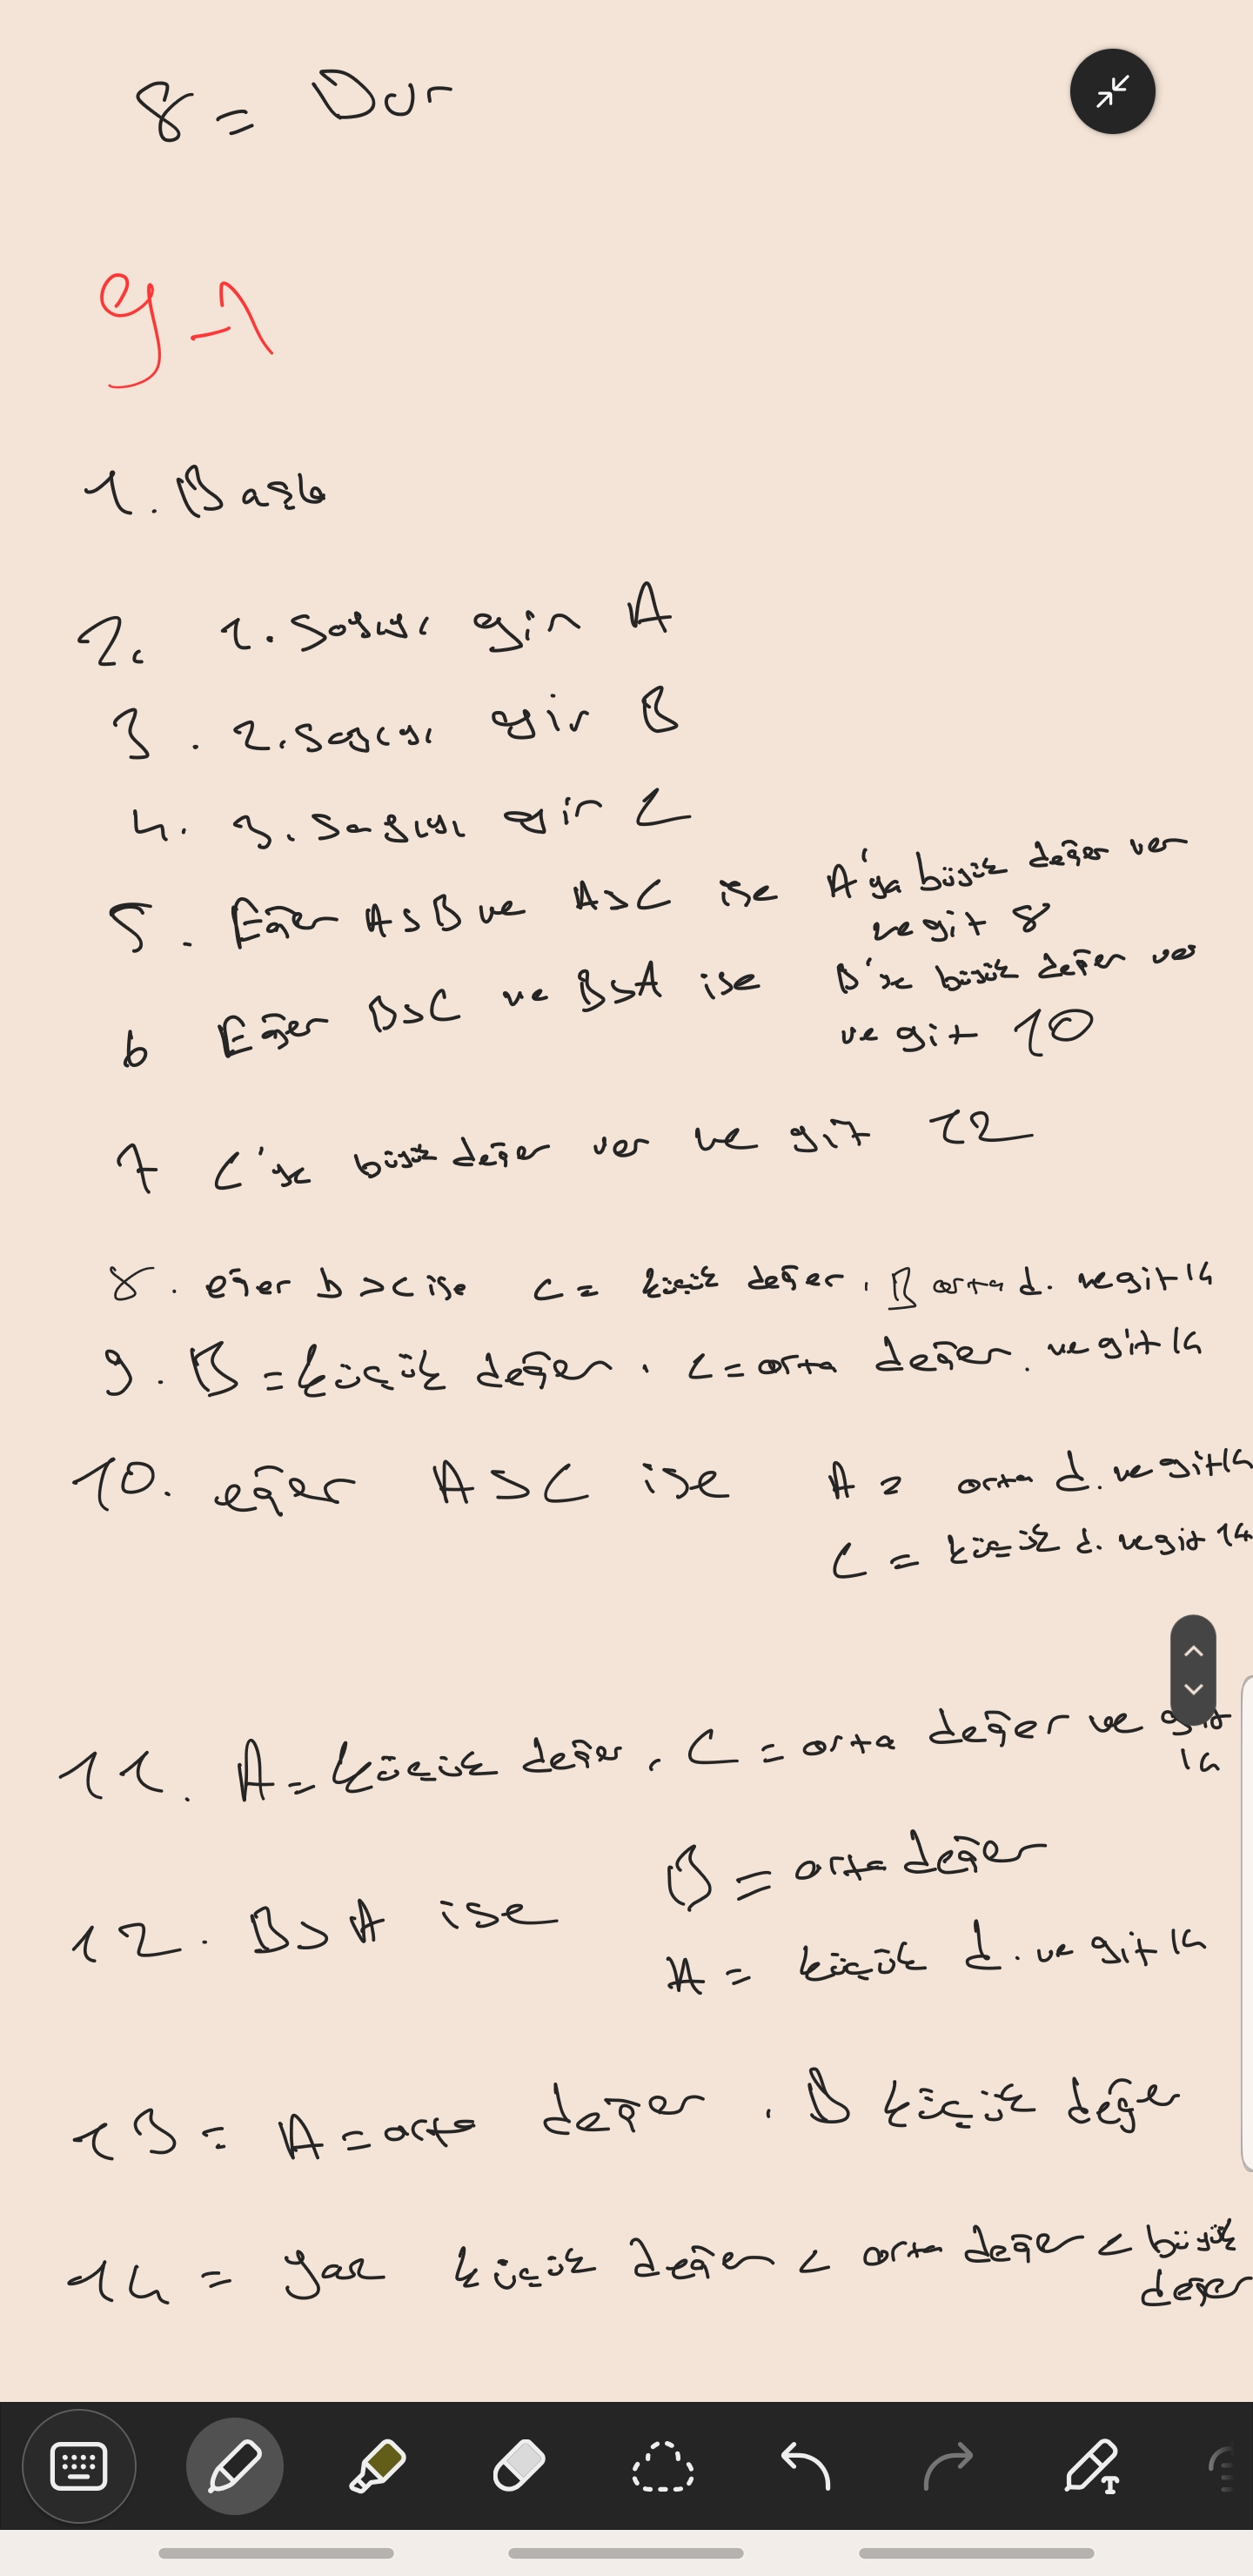 8 = Dur
9-1
1. Başla
2. 1. Sayıyı gir A
3. 2. sayıyı gir B
4. 3. Sayıyı gir C
5. Eğer A>B ve A>C ise A'ya büyük değer ver
ve git 8
6 Eğer B>C ve B>A ise B'ye büyük değer ver
ve git 10
7 C'ye büyük değer ver ve git 12
8. eğer b>c ise c = küçük değer. B orta d. ve git 14
9. B = küçük değer. C = orta değer. ve git 14
10. eğer A>C ise A = orta d. ve git 14
C = küçük d. ve git 14
11. A = küçük değer. C = orta değer ve git
14
12. B>A ise B = orta değer
A = küçük d. ve git 14
13 = A = orta değer. B küçük değe
14 = yaz küçük değer < orta değer < büyük
değer